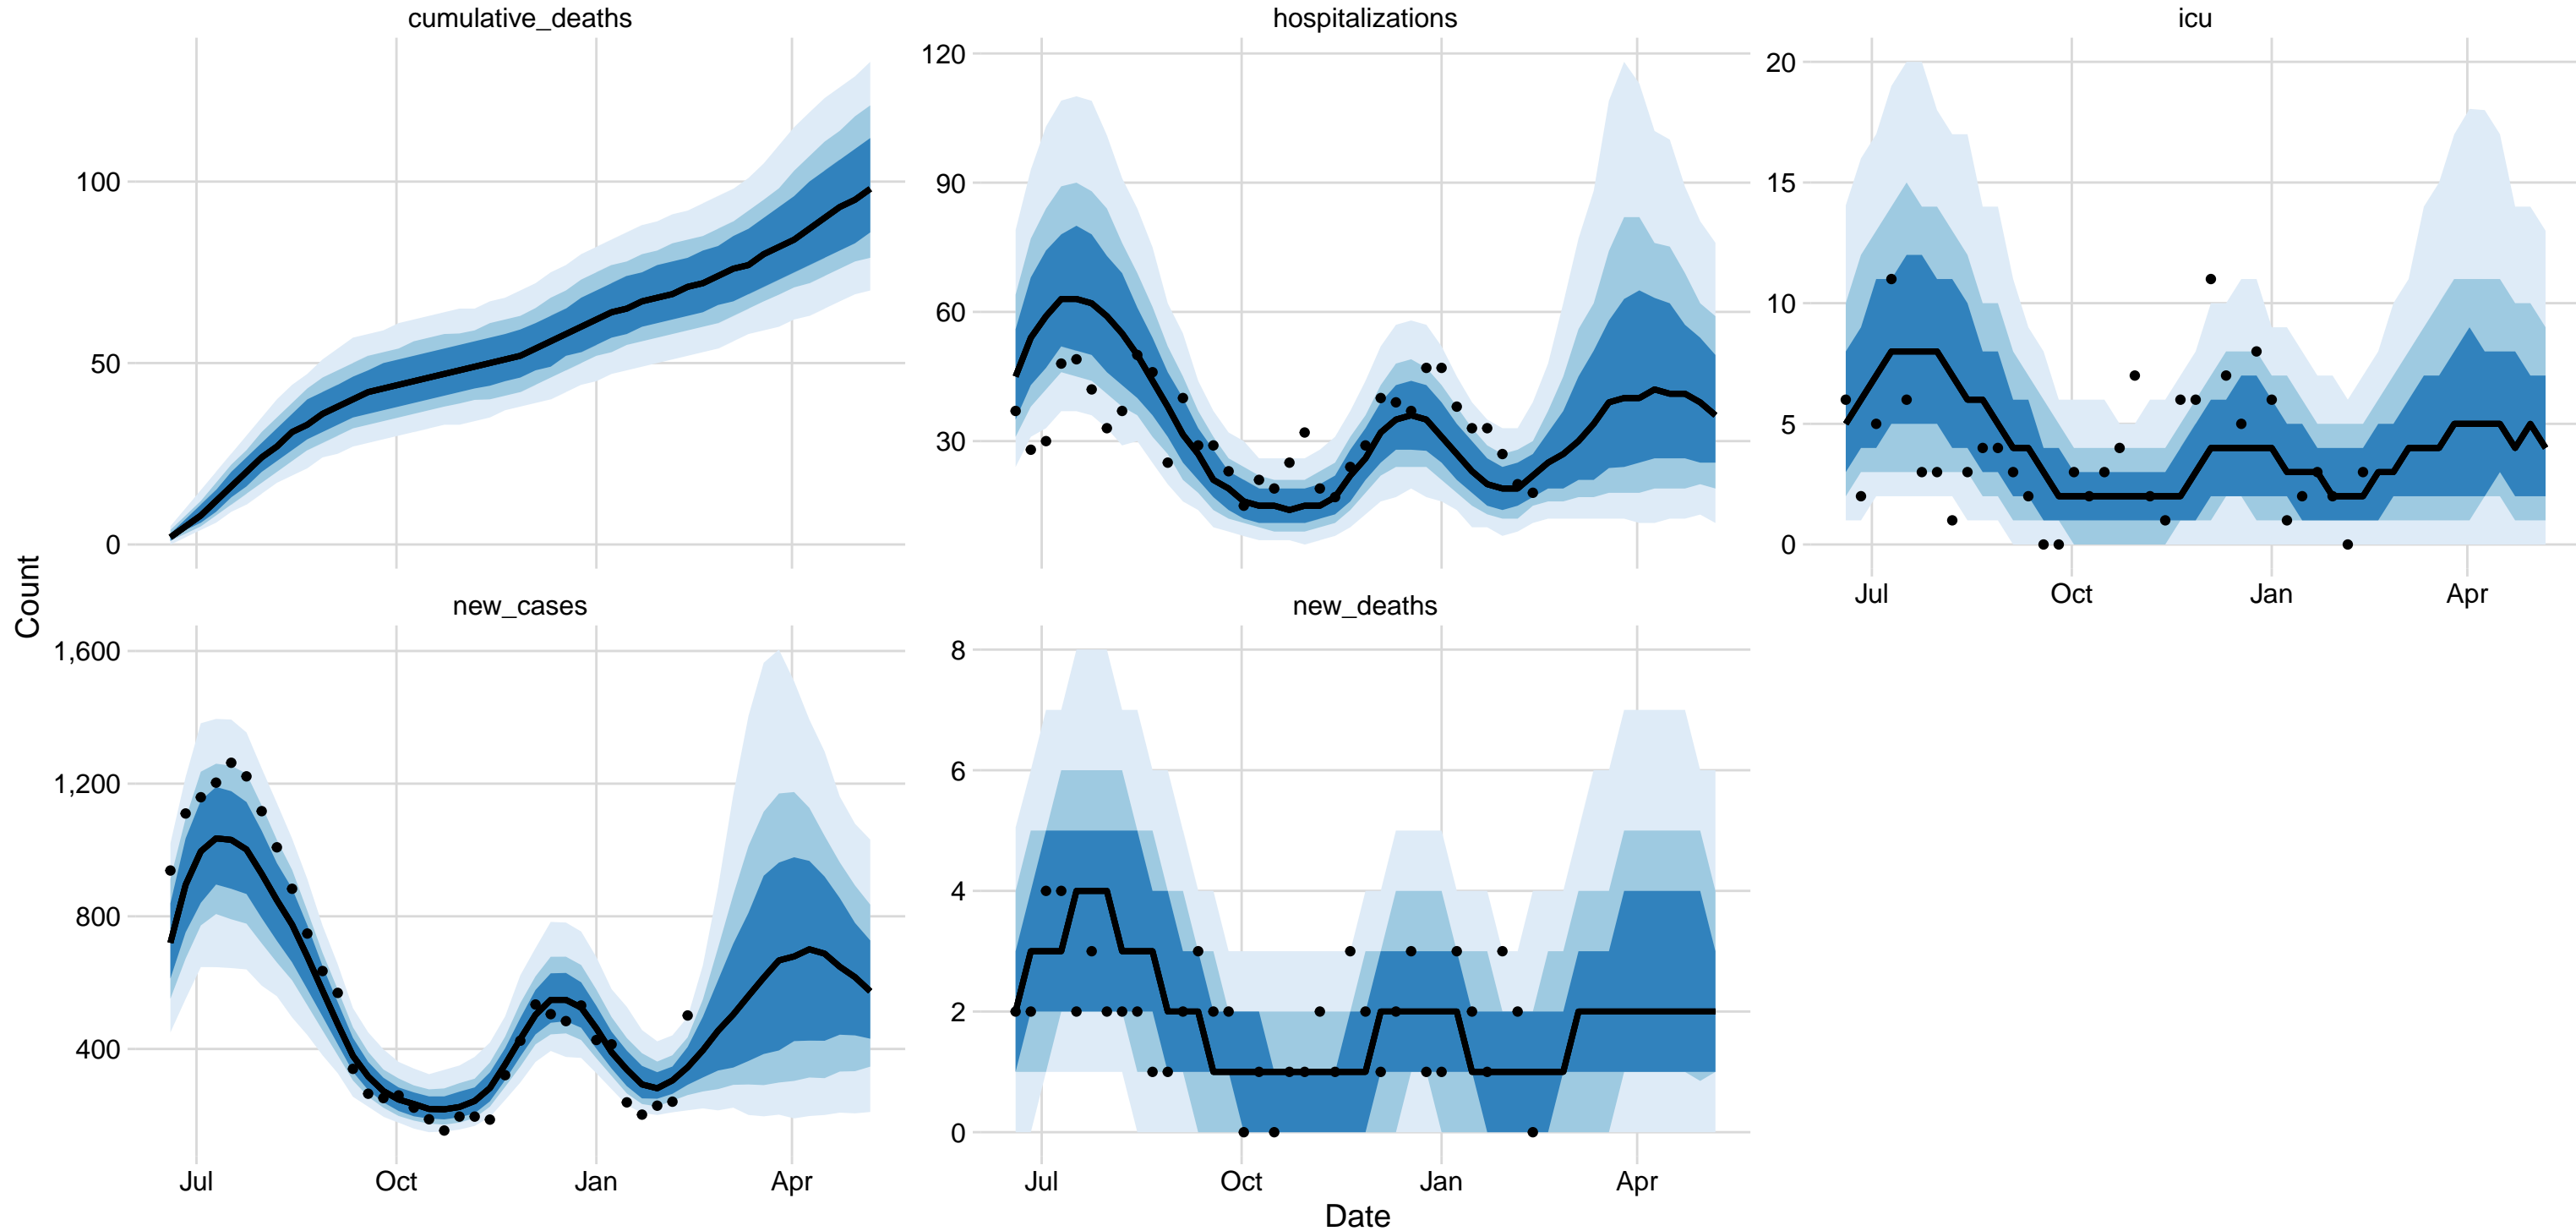 cumulative_deaths
hospitalizations
icu
100
50
0
120
90
60
30
20
15
10
5
0
Jul Oct Jan Apr
Count
new_cases
new_deaths
1,600
1,200
800
400
8
6
4
2
0
Jul Oct Jan Apr
Jul Oct Jan Apr
Date